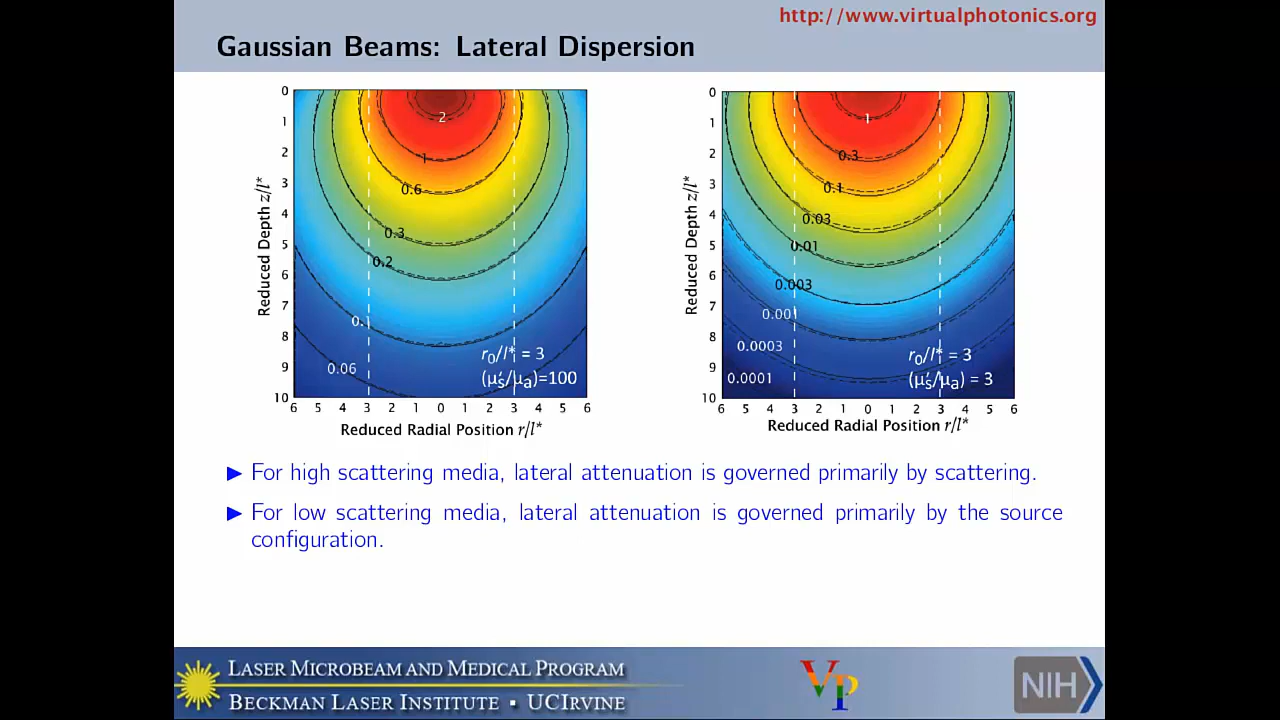 http://www.virtualphotonics.org
Gaussian Beams: Lateral Dispersion
0
1
2
3
4
5
6
7
8
9
10
Reduced Depth z/l*
2
1
0.6
0.3
0.2
0.06
r₀/l* = 3
(μ's/μa)=100
6 5 4 3 2 1 0 1 2 3 4 5 6
Reduced Radial Position r/l*
0
1
2
3
4
5
6
7
8
9
10
Reduced Depth z/l*
1
0.3
0.1
0.03
0.01
0.003
0.001
0.0003
0.0001
r₀/l* = 3
(μ's/μa) = 3
6 5 4 3 2 1 0 1 2 3 4 5 6
Reduced Radial Position r/l*
▶ For high scattering media, lateral attenuation is governed primarily by scattering.
▶ For low scattering media, lateral attenuation is governed primarily by the source
configuration.
LASER MICROBEAM AND MEDICAL PROGRAM
BECKMAN LASER INSTITUTE ▪ UCIRVINE
VP
NIH